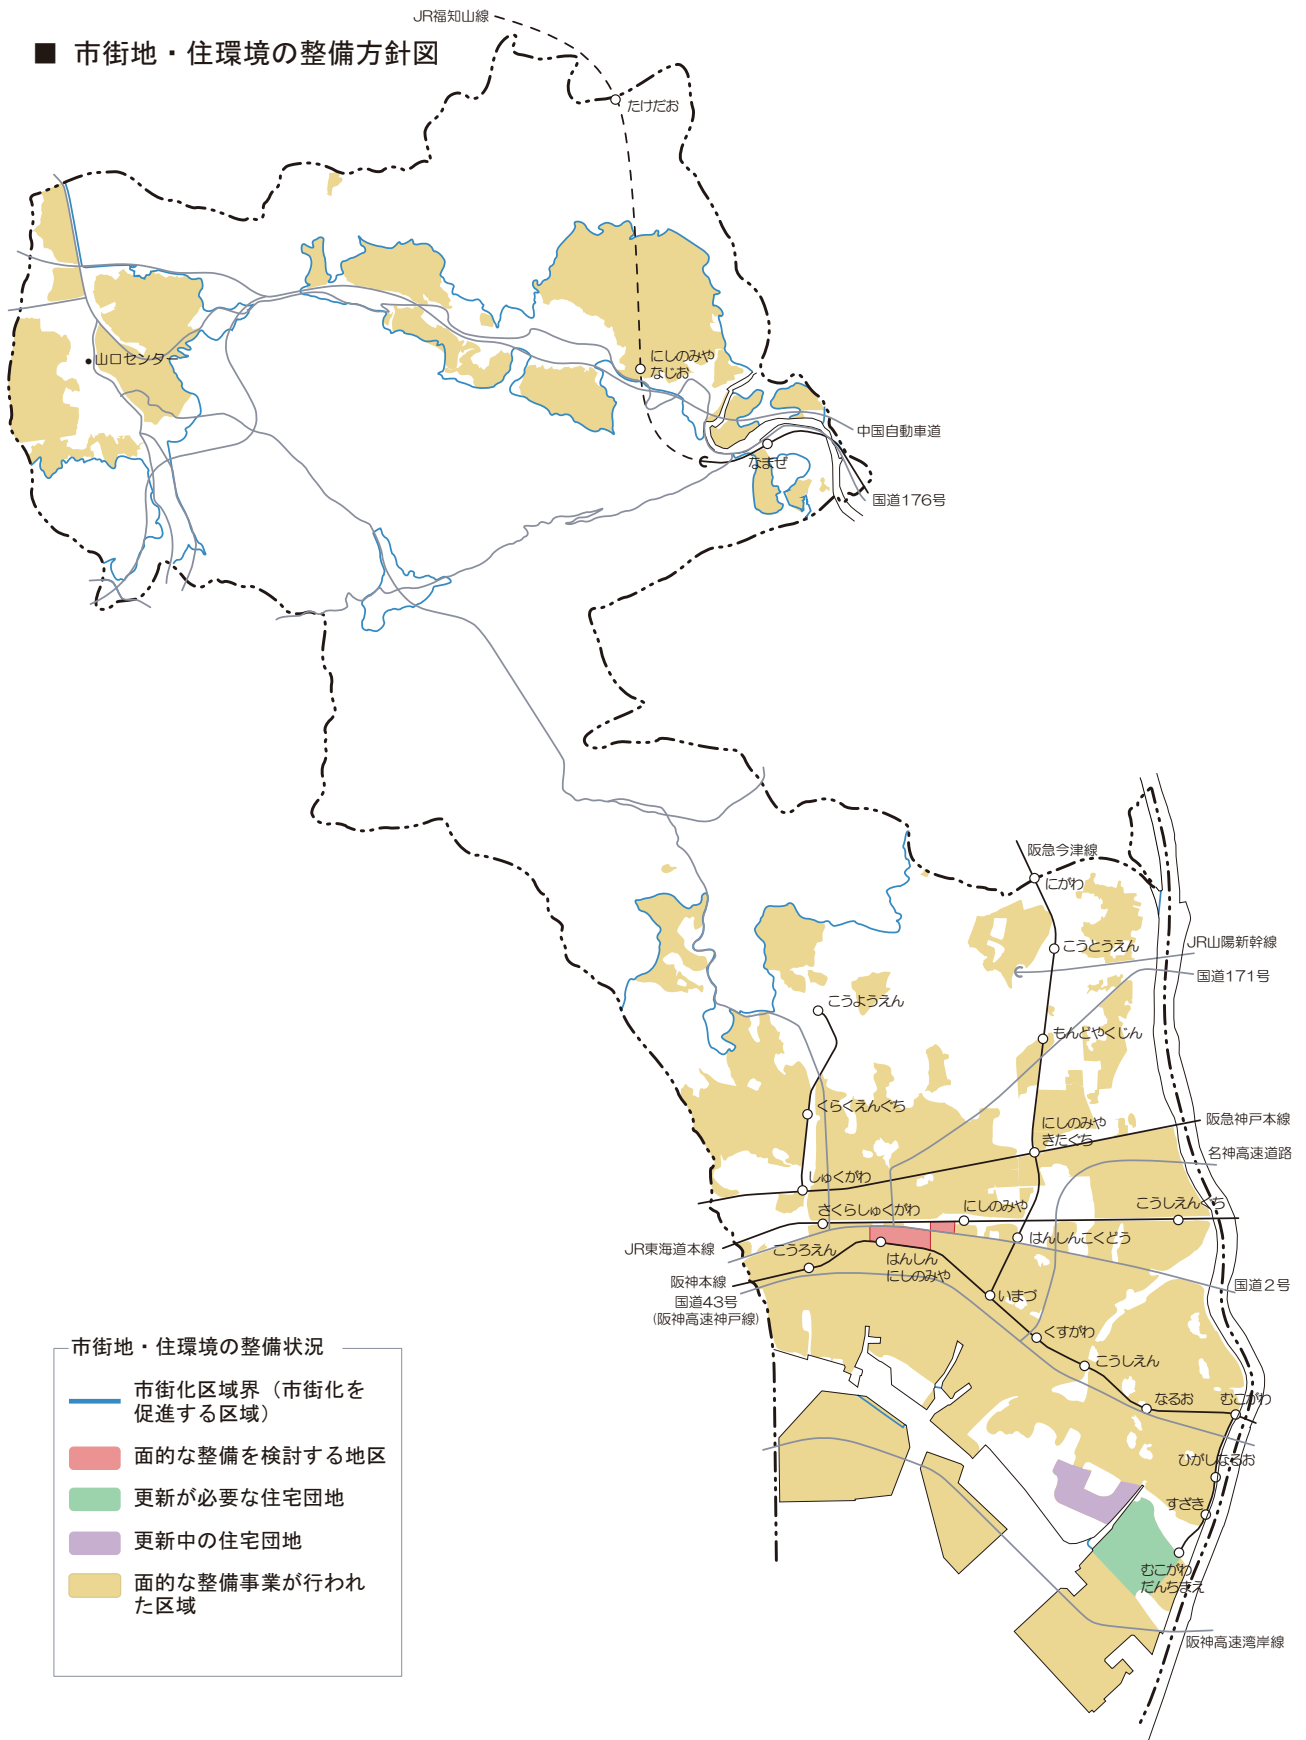 JR福知山線
■ 市街地・住環境の整備方針図
たけだお
山口センター
にしのみや
なじお
中国自動車道
なまぜ
国道176号
阪急今津線
にがわ
こうとうえん
JR山陽新幹線
国道171号
こうようえん
もんどやくじん
くらくえんぐち
阪急神戸本線
にしのみや
きたぐち
名神高速道路
しゅくがわ
こうしえんぐち
さくらしゅくがわ
にしのみや
JR東海道本線
こうろえん
はんしんこくどう
はんしん
にしのみや
阪神本線
国道2号
国道43号
(阪神高速神戸線)
いまづ
くすがわ
こうしえん
なるお
むこがわ
ひがしなるお
すざき
むこがわ
だんちまえ
阪神高速湾岸線
市街地・住環境の整備状況
市街化区域界（市街化を
促進する区域）
面的な整備を検討する地区
更新が必要な住宅団地
更新中の住宅団地
面的な整備事業が行われ
た区域